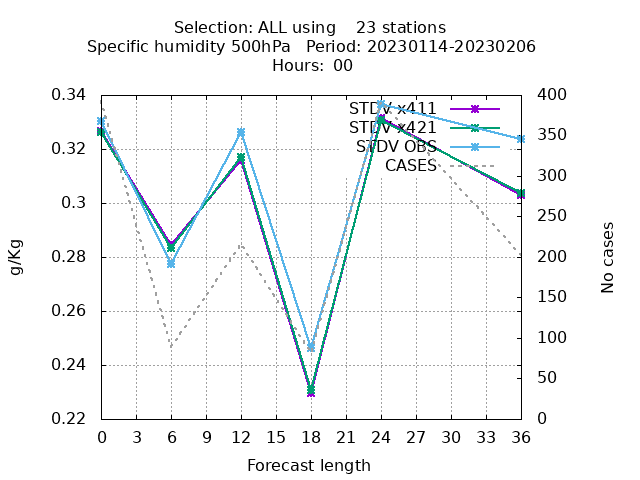 Selection: ALL using    23 stations
Specific humidity 500hPa   Period: 20230114-20230206
Hours:  00
0.34
0.32
0.3
0.28
0.26
0.24
0.22
g/Kg
STDV x411
STDV x421
STDV OBS
CASES
400
350
300
250
200
150
100
50
0
No cases
0 3 6 9 12 15 18 21 24 27 30 33 36
Forecast length